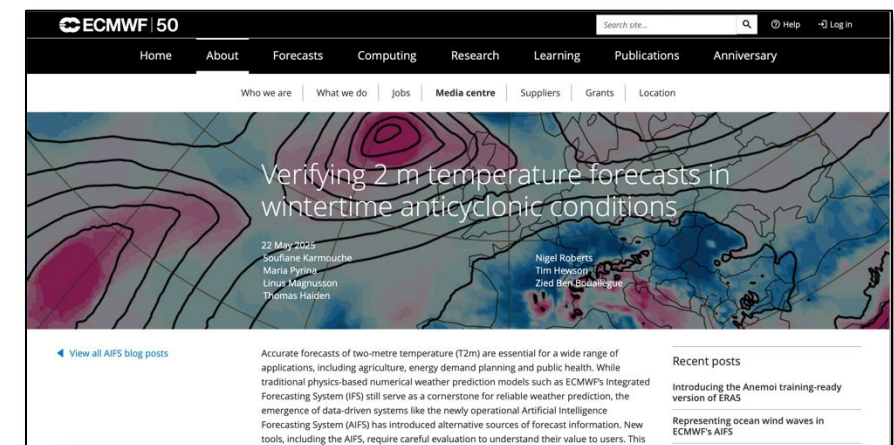 ECMWF | 50
Search site...
Help
Log in
Home About Forecasts Computing Research Learning Publications Anniversary
Who we are | What we do | Jobs | Media centre | Suppliers | Grants | Location
Verifying 2 m temperature forecasts in
wintertime anticyclonic conditions
22 May 2025
Soufiane Karmouche
Maria Pyrina
Linus Magnusson
Thomas Haiden
Nigel Roberts
Tim Hewson
Zied Ben Bouallègue
View all AIFS blog posts
Accurate forecasts of two-metre temperature (T2m) are essential for a wide range of
applications, including agriculture, energy demand planning and public health. While
traditional physics-based numerical weather prediction models such as ECMWF's Integrated
Forecasting System (IFS) still serve as a cornerstone for reliable weather prediction, the
emergence of data-driven systems like the newly operational Artificial Intelligence
Forecasting System (AIFS) has introduced alternative sources of forecast information. New
tools, including the AIFS, require careful evaluation to understand their value to users. This
Recent posts
Introducing the Anemoi training-ready
version of ERA5
Representing ocean wind waves in
ECMWF's AIFS